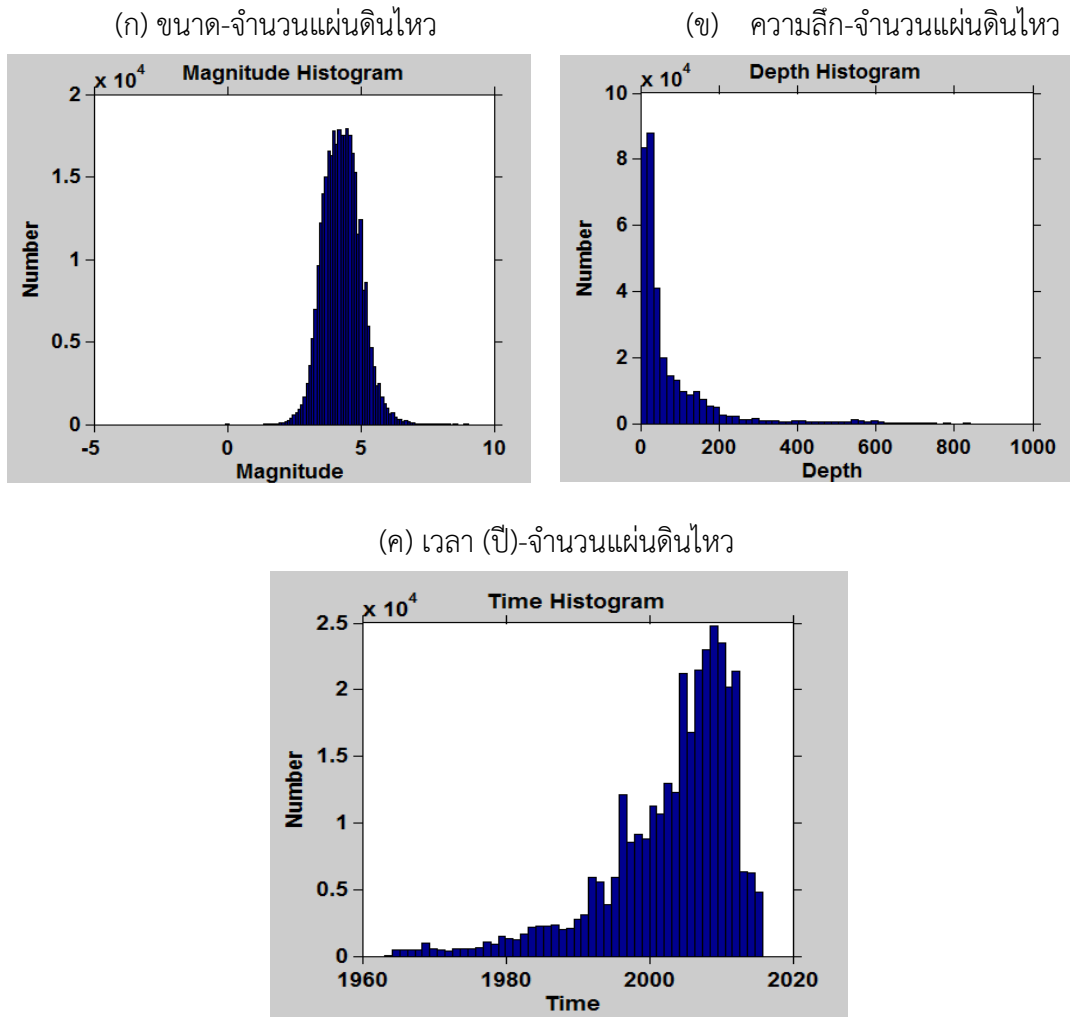 (ก) ขนาด-จำนวนแผ่นดินไหว
(ข) ความลึก-จำนวนแผ่นดินไหว
x 10^4
Magnitude Histogram
2
1.5
1
0.5
0
-5
0
5
10
Number
Magnitude
x 10^4
Depth Histogram
10
8
6
4
2
0
0
200
400
600
800
1000
Number
Depth
(ค) เวลา (ปี)-จำนวนแผ่นดินไหว
x 10^4
Time Histogram
2.5
2
1.5
1
0.5
0
1960
1980
2000
2020
Number
Time